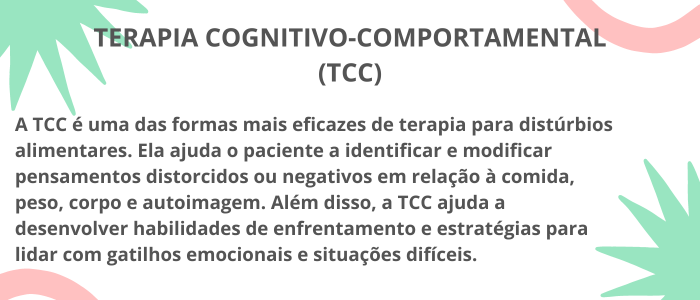 TERAPIA COGNITIVO-COMPORTAMENTAL
(TCC)
A TCC é uma das formas mais eficazes de terapia para distúrbios
alimentares. Ela ajuda o paciente a identificar e modificar
pensamentos distorcidos ou negativos em relação à comida,
peso, corpo e autoimagem. Além disso, a TCC ajuda a
desenvolver habilidades de enfrentamento e estratégias para
lidar com gatilhos emocionais e situações difíceis.